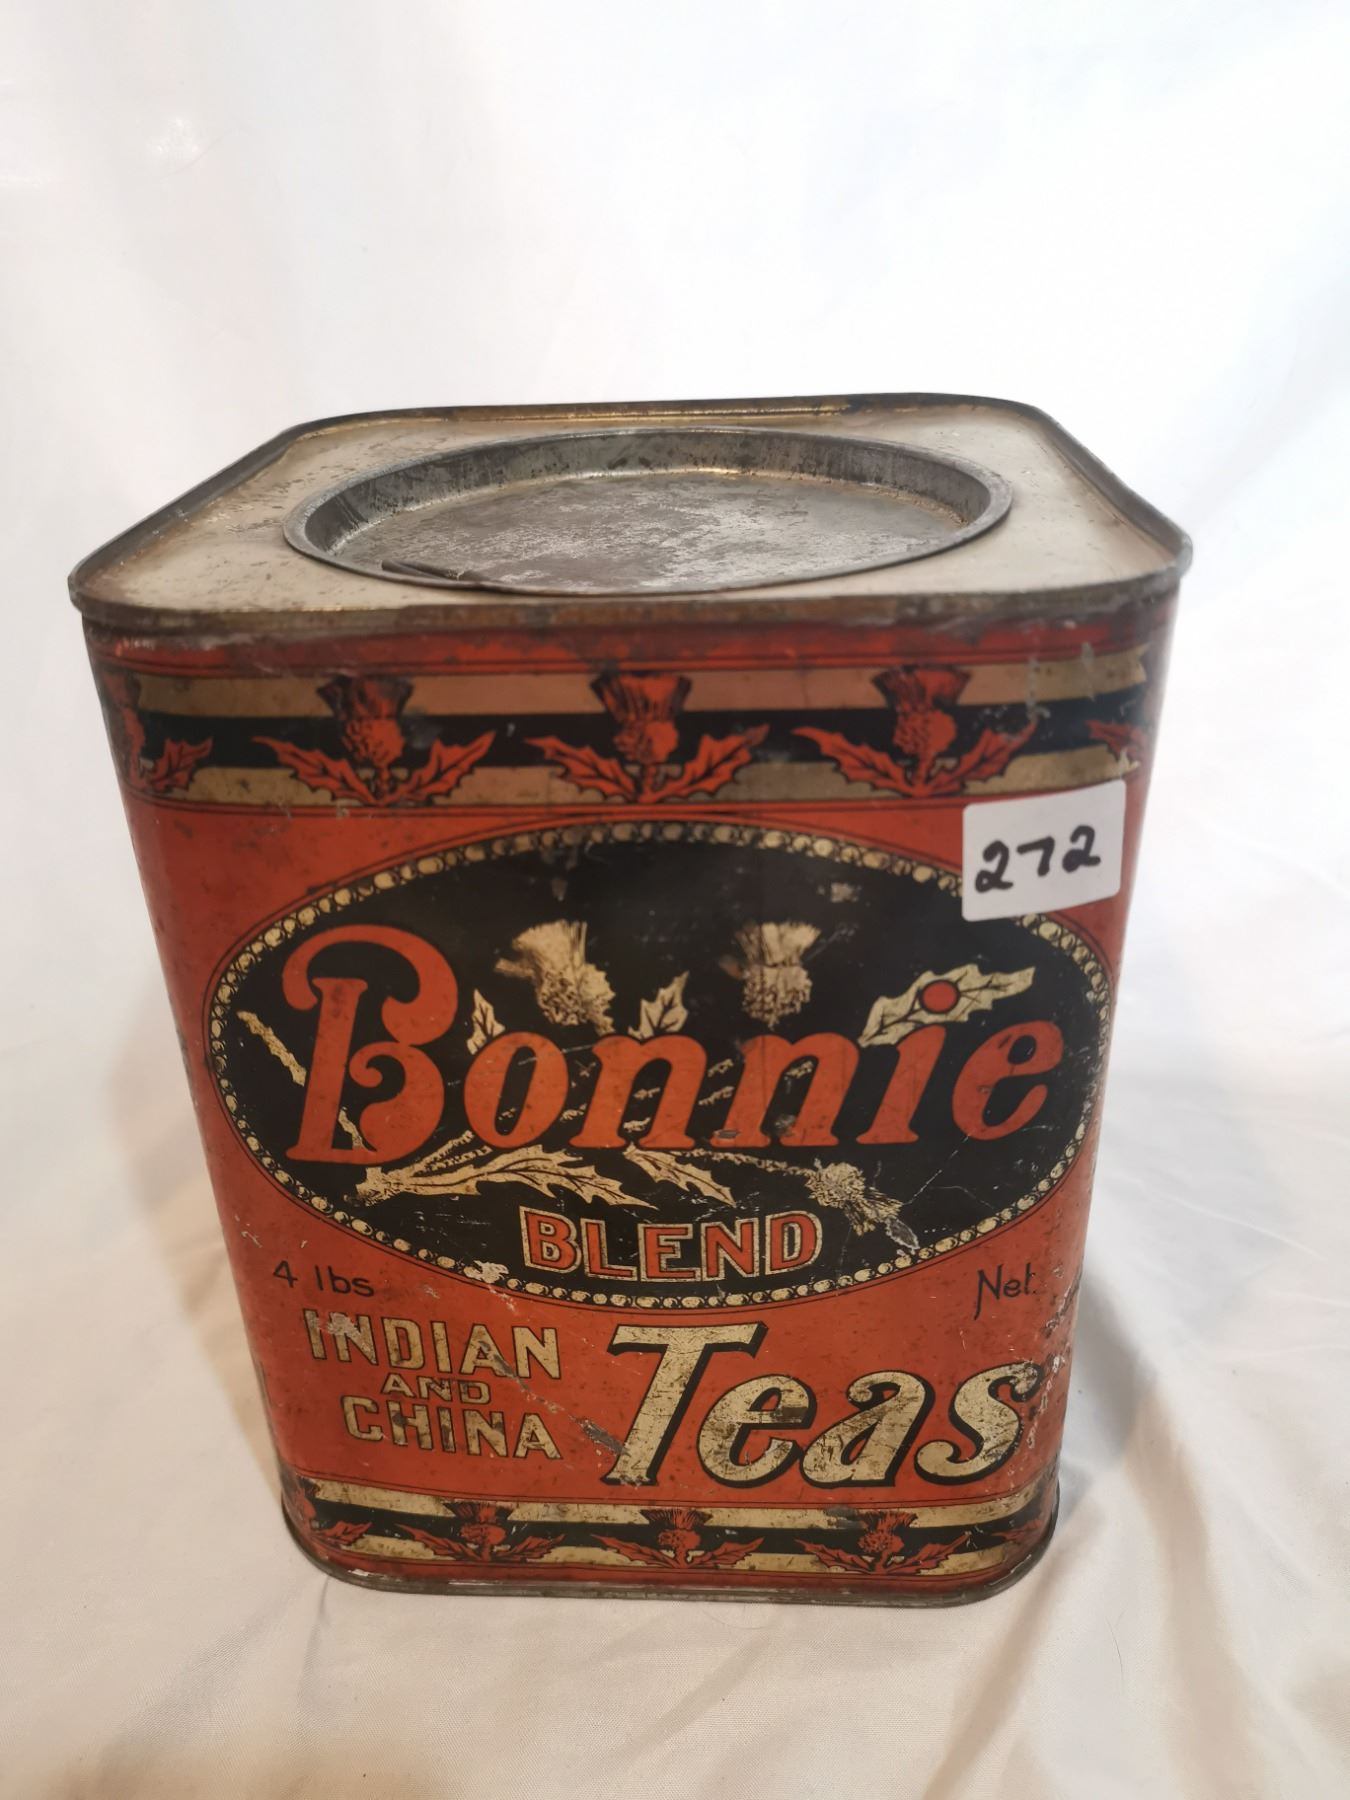 272
Bonnie
BLEND
4 lbs Net.
INDIAN
AND
CHINA
Teas